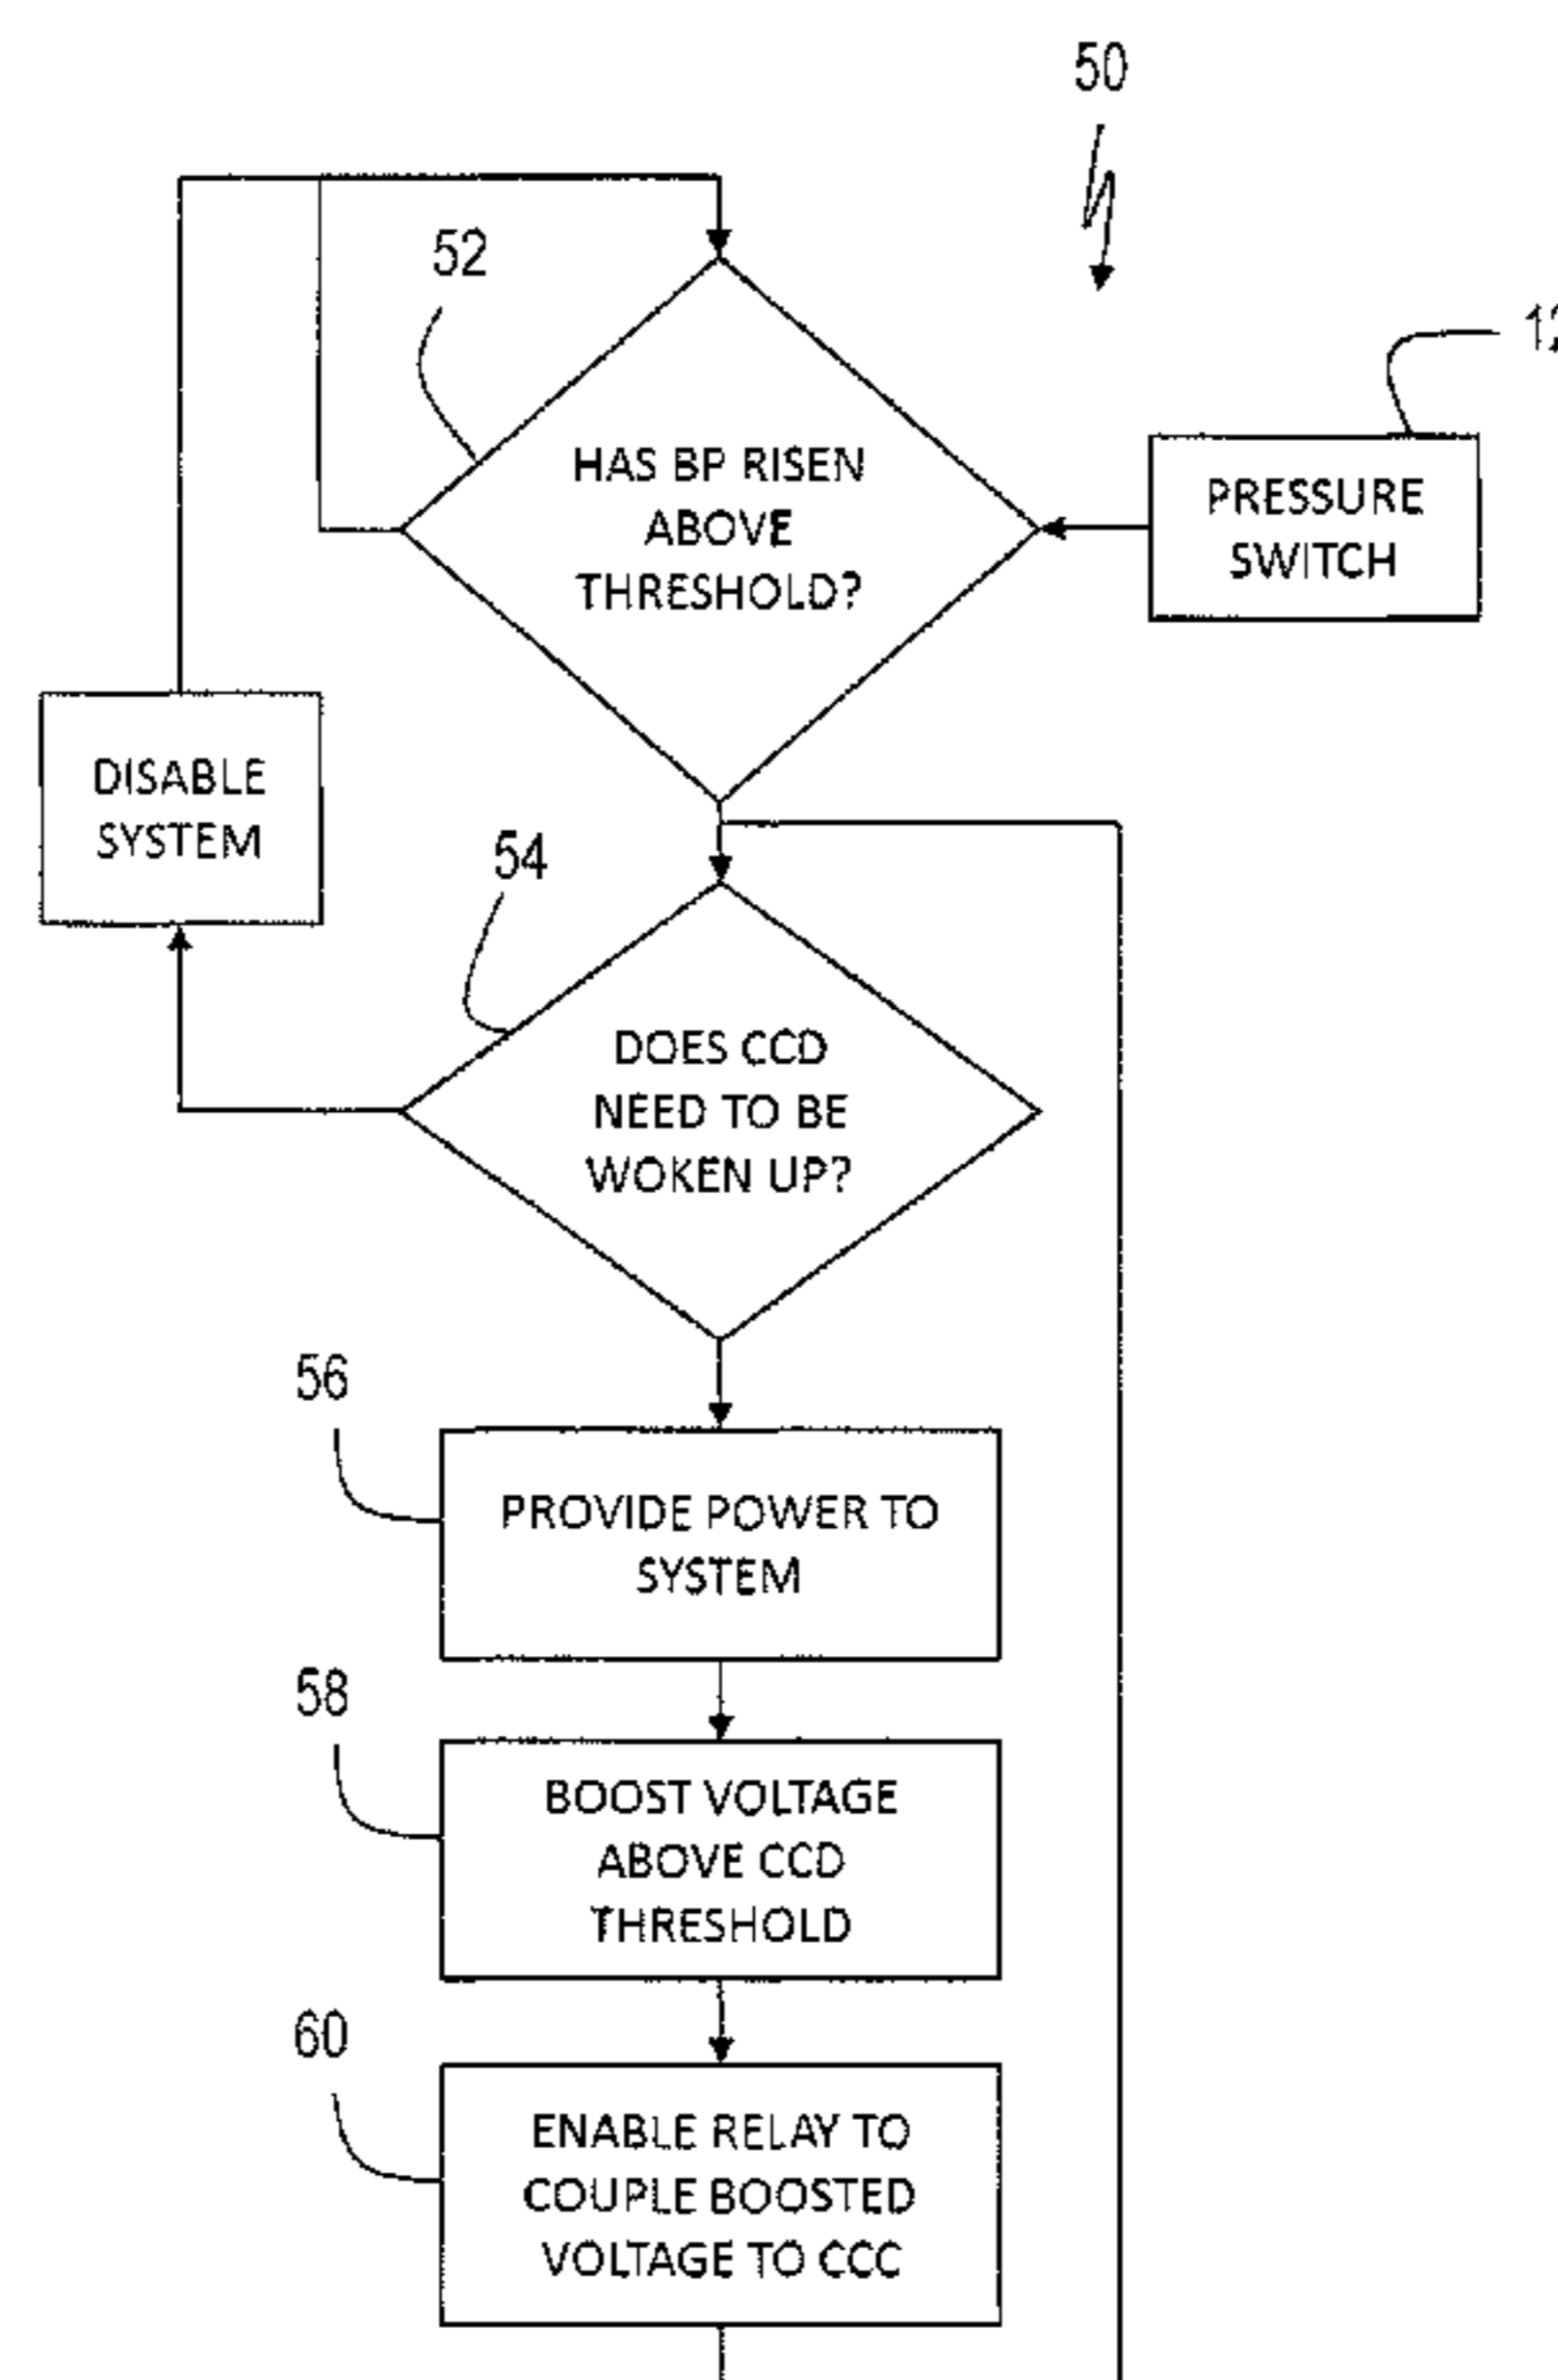 50
52
12
HAS BP RISEN
ABOVE
THRESHOLD?
PRESSURE
SWITCH
DISABLE
SYSTEM
54
DOES CCD
NEED TO BE
WOKEN UP?
56
PROVIDE POWER TO
SYSTEM
58
BOOST VOLTAGE
ABOVE CCD
THRESHOLD
60
ENABLE RELAY TO
COUPLE BOOSTED
VOLTAGE TO CCC